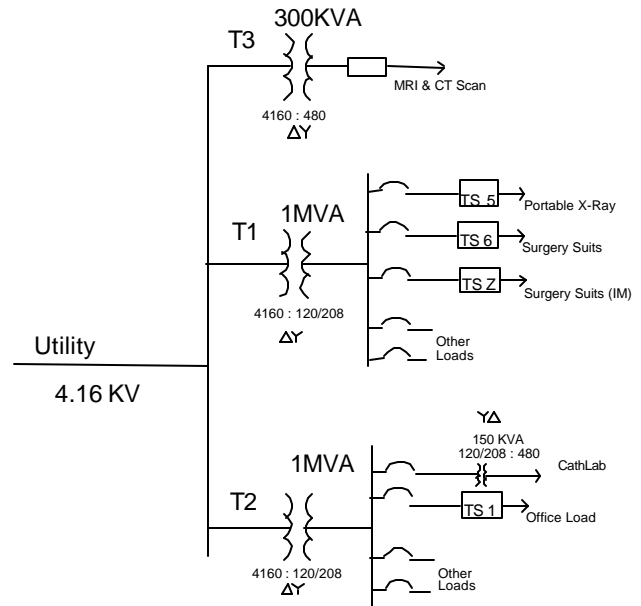 300KVA
T3
MRI & CT Scan
4160 : 480
ΔY
1MVA
T1
TS 5
Portable X-Ray
TS 6
Surgery Suits
TS Z
Surgery Suits (IM)
4160 : 120/208
ΔY
Other
Loads
Utility
4.16 KV
YΔ
150 KVA
120/208 : 480
CathLab
1MVA
T2
TS 1
Office Load
4160 : 120/208
ΔY
Other
Loads